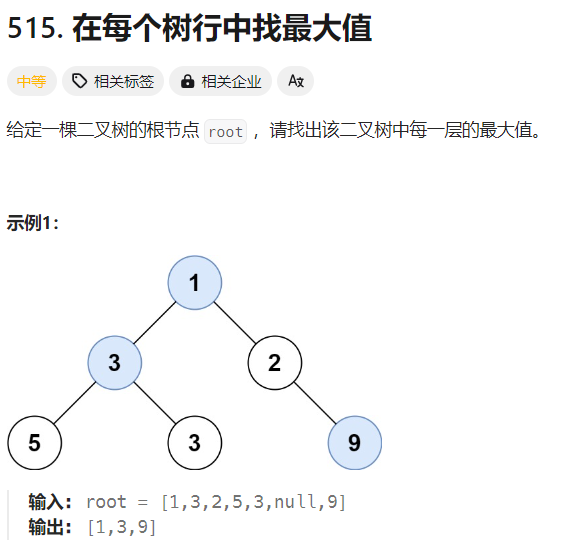 515. 在每个树行中找最大值
中等 相关标签 相关企业 Az
给定一棵二叉树的根节点 root ，请找出该二叉树中每一层的最大值。
示例1：
1
3 2
5 3 9
输入： root = [1,3,2,5,3,null,9]
输出： [1,3,9]